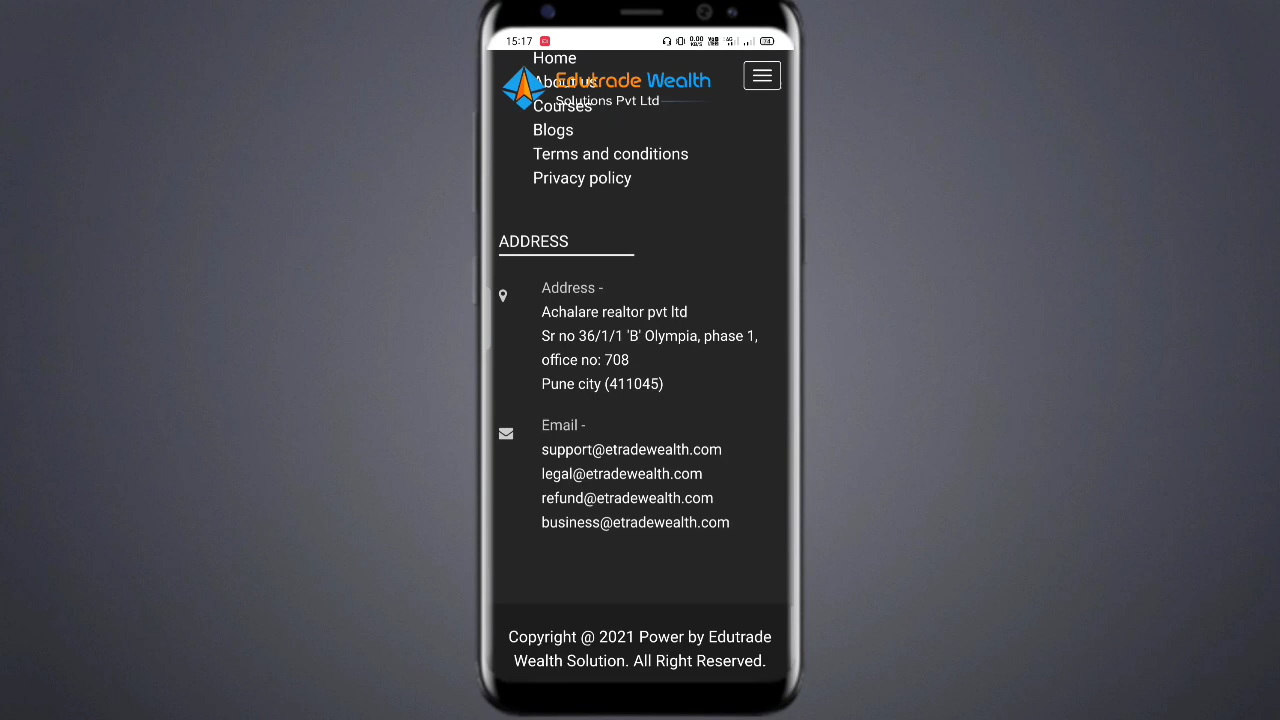 15:17
Home
About us
Edutrade Wealth
Solutions Pvt Ltd
Courses
Blogs
Terms and conditions
Privacy policy
ADDRESS
Address -
Achalare realtor pvt ltd
Sr no 36/1/1 'B' Olympia, phase 1,
office no: 708
Pune city (411045)
Email -
support@etradewealth.com
legal@etradewealth.com
refund@etradewealth.com
business@etradewealth.com
Copyright @ 2021 Power by Edutrade
Wealth Solution. All Right Reserved.